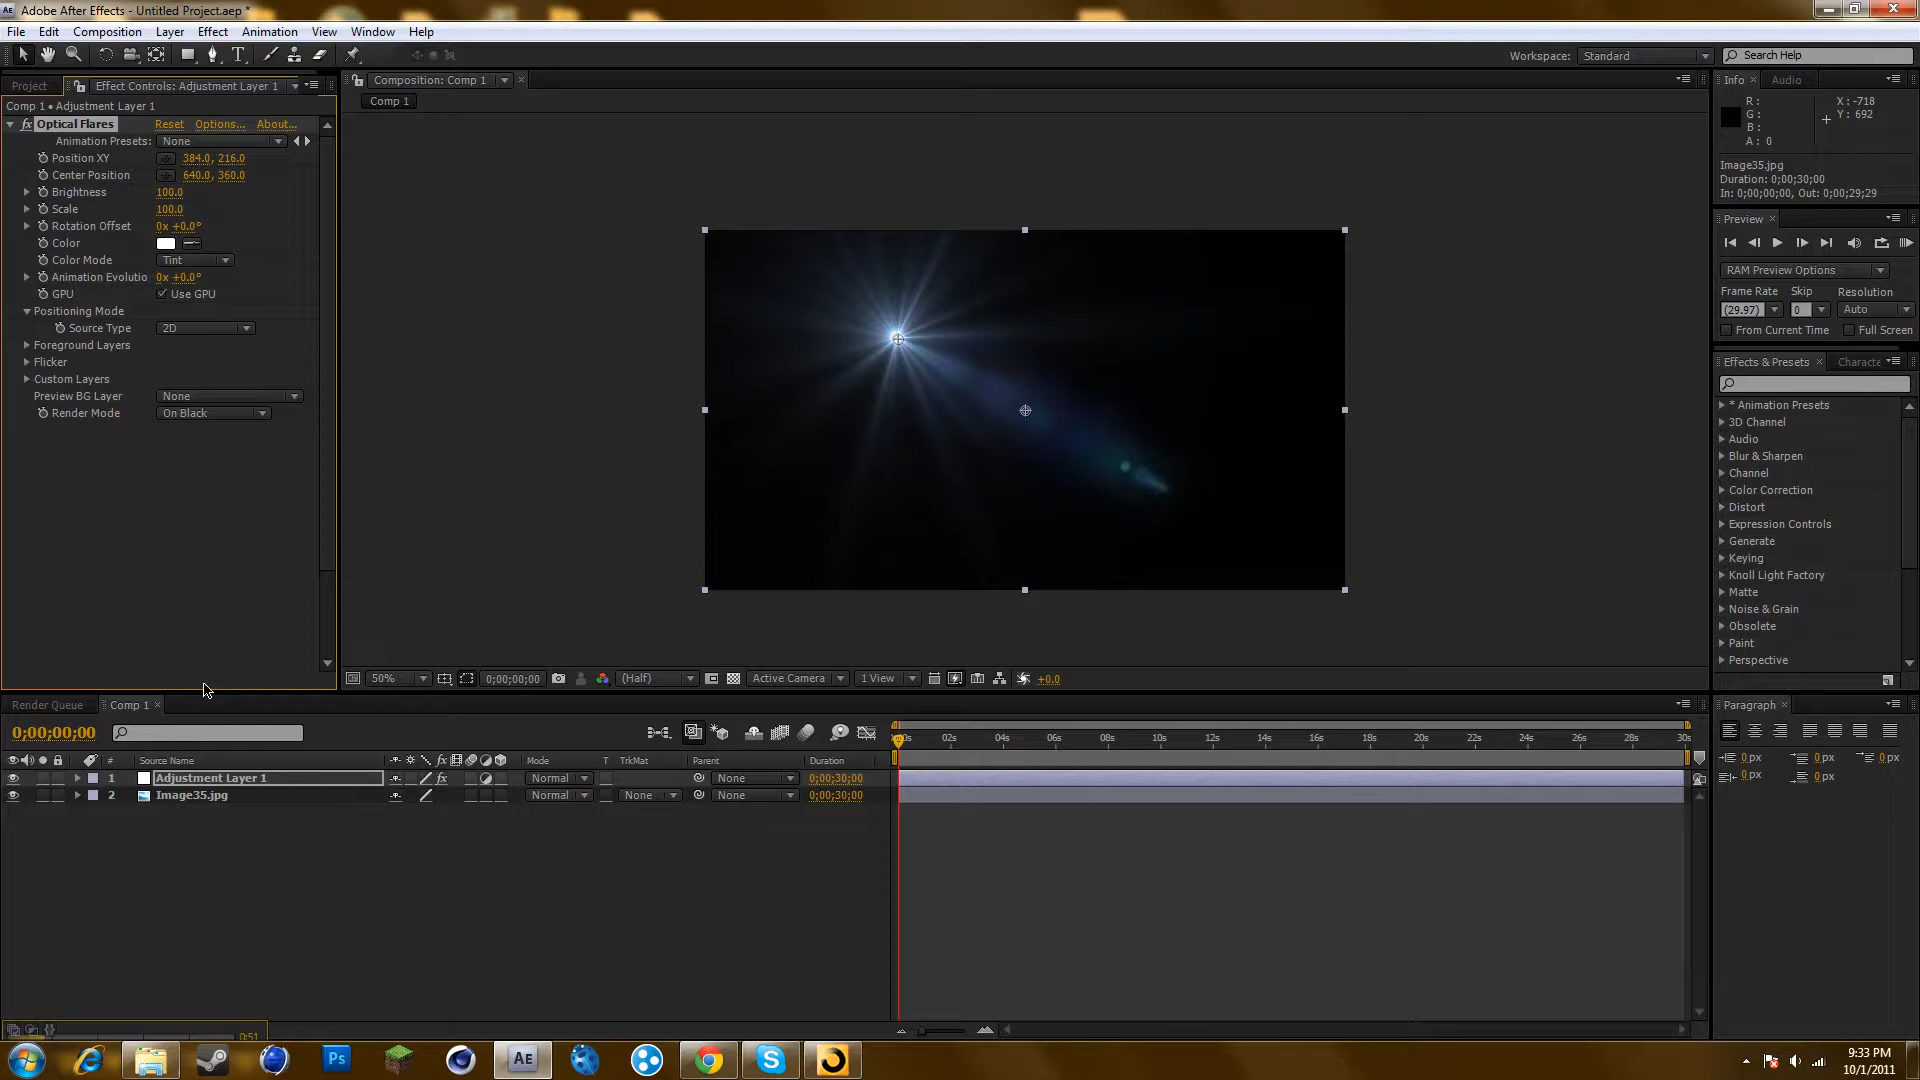 Adobe After Effects - Untitled Project.aep *
File Edit Composition Layer Effect Animation View Window Help
Workspace: Standard Search Help
Project Effect Controls: Adjustment Layer 1
Composition: Comp 1
Info Audio
Comp 1 • Adjustment Layer 1
Comp 1
Optical Flares Reset Options... About...
Animation Presets: None
Position XY 384.0, 216.0
Center Position 640.0, 360.0
Brightness 100.0
Scale 100.0
Rotation Offset 0x +0.0°
Color
Color Mode Tint
Animation Evolutio 0x +0.0°
GPU Use GPU
Positioning Mode
Source Type 2D
Foreground Layers
Flicker
Custom Layers
Preview BG Layer None
Render Mode On Black
R :
G :
B :
A : 0
X : -718
Y : 692
Image35.jpg
Duration: 0;00;30;00
In: 0;00;00;00, Out: 0;00;29;29
Preview
RAM Preview Options
Frame Rate Skip Resolution
(29.97) 0 Auto
From Current Time Full Screen
Effects & Presets Characte
* Animation Presets
3D Channel
Audio
Blur & Sharpen
Channel
Color Correction
Distort
Expression Controls
Generate
Keying
Knoll Light Factory
Matte
Noise & Grain
Obsolete
Paint
Perspective
50% 0;00;00;00 (Half) Active Camera 1 View +0.0
Render Queue Comp 1
0;00;00;00
02s 04s 06s 08s 10s 12s 14s 16s 18s 20s 22s 24s 26s 28s 30s
# Source Name Mode T TrkMat Parent Duration
1 Adjustment Layer 1 Normal None 0;00;30;00
2 Image35.jpg Normal None None 0;00;30;00
Paragraph
0 px 0 px 0 px
0 px 0 px
0:51
Ps AE S
9:33 PM
10/1/2011